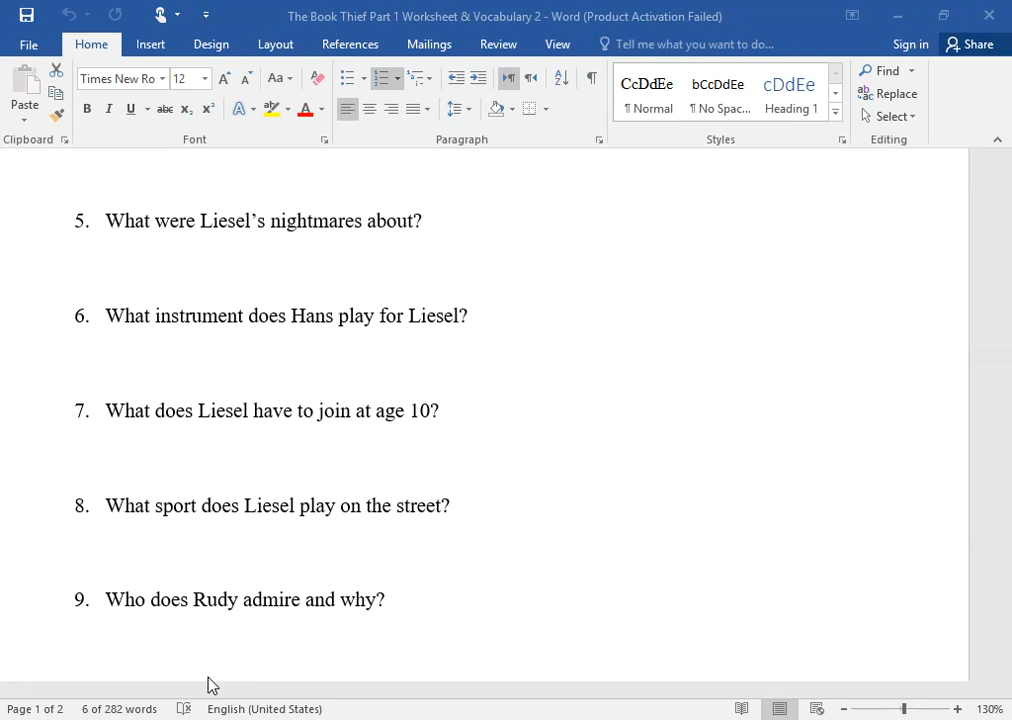 The Book Thief Part 1 Worksheet & Vocabulary 2 - Word (Product Activation Failed)
File Home Insert Design Layout References Mailings Review View Tell me what you want to do... Sign in Share
Paste Times New Ro 12 Aa CcDdEe bCcDdEe cDdEe Find
B I U abc x₂ x² A A ¶ Normal ¶ No Spac... Heading 1 Replace
Select
Clipboard Font Paragraph Styles Editing
5. What were Liesel’s nightmares about?
6. What instrument does Hans play for Liesel?
7. What does Liesel have to join at age 10?
8. What sport does Liesel play on the street?
9. Who does Rudy admire and why?
Page 1 of 2 6 of 282 words English (United States) 130%